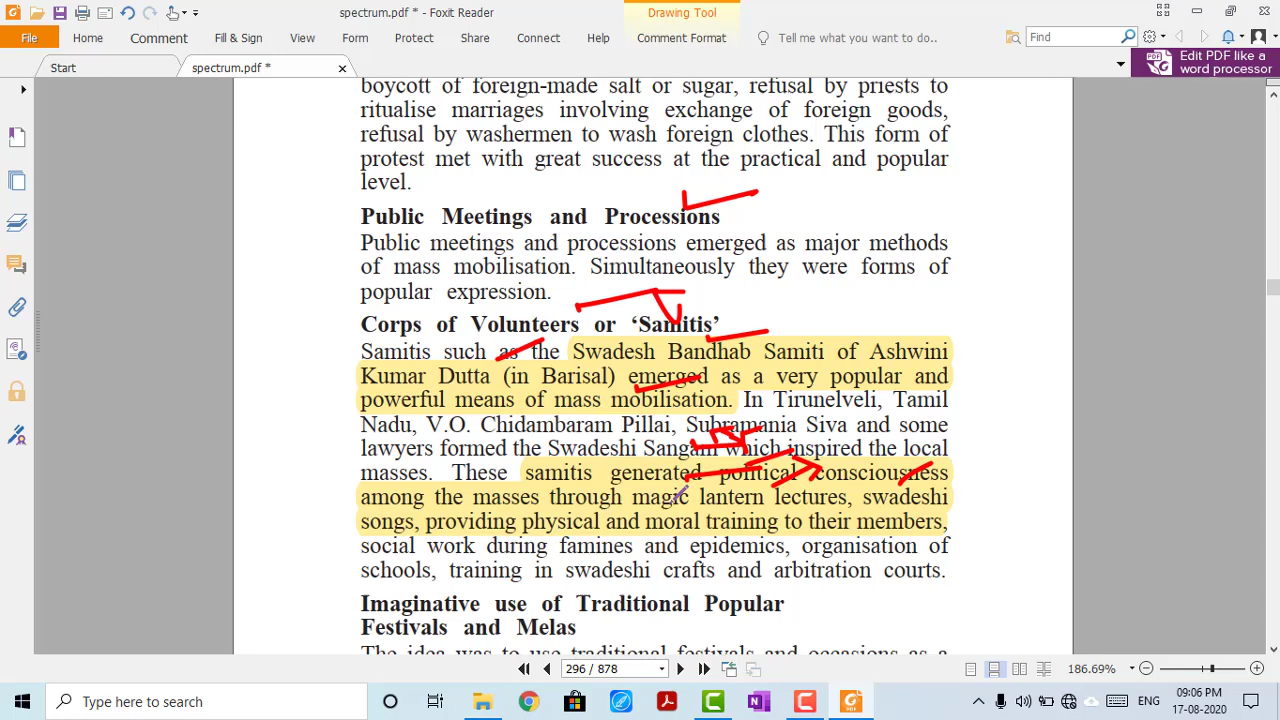 spectrum.pdf * - Foxit Reader
Drawing Tool
File Home Comment Fill & Sign View Form Protect Share Connect Help Comment Format Tell me what you want to do.. Find
Start spectrum.pdf * Edit PDF like a
word processor
boycott of foreign-made salt or sugar, refusal by priests to
ritualise marriages involving exchange of foreign goods,
refusal by washermen to wash foreign clothes. This form of
protest met with great success at the practical and popular
level.
Public Meetings and Processions
Public meetings and processions emerged as major methods
of mass mobilisation. Simultaneously they were forms of
popular expression.
Corps of Volunteers or ‘Samitis’
Samitis such as the Swadesh Bandhab Samiti of Ashwini
Kumar Dutta (in Barisal) emerged as a very popular and
powerful means of mass mobilisation. In Tirunelveli, Tamil
Nadu, V.O. Chidambaram Pillai, Subramania Siva and some
lawyers formed the Swadeshi Sangam which inspired the local
masses. These samitis generated political consciousness
among the masses through magic lantern lectures, swadeshi
songs, providing physical and moral training to their members,
social work during famines and epidemics, organisation of
schools, training in swadeshi crafts and arbitration courts.
Imaginative use of Traditional Popular
Festivals and Melas
The idea was to use traditional festivals and occasions as a
296 / 878
186.69%
Type here to search
ENG
09:06 PM
17-08-2020